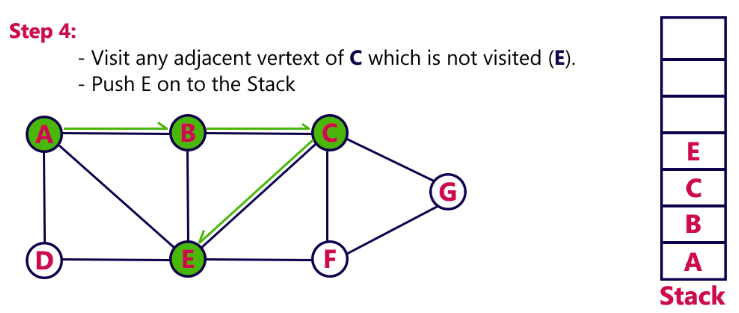 Step 4:
- Visit any adjacent vertext of C which is not visited (E).
- Push E on to the Stack
A
B
C
G
D
E
F
E
C
B
A
Stack